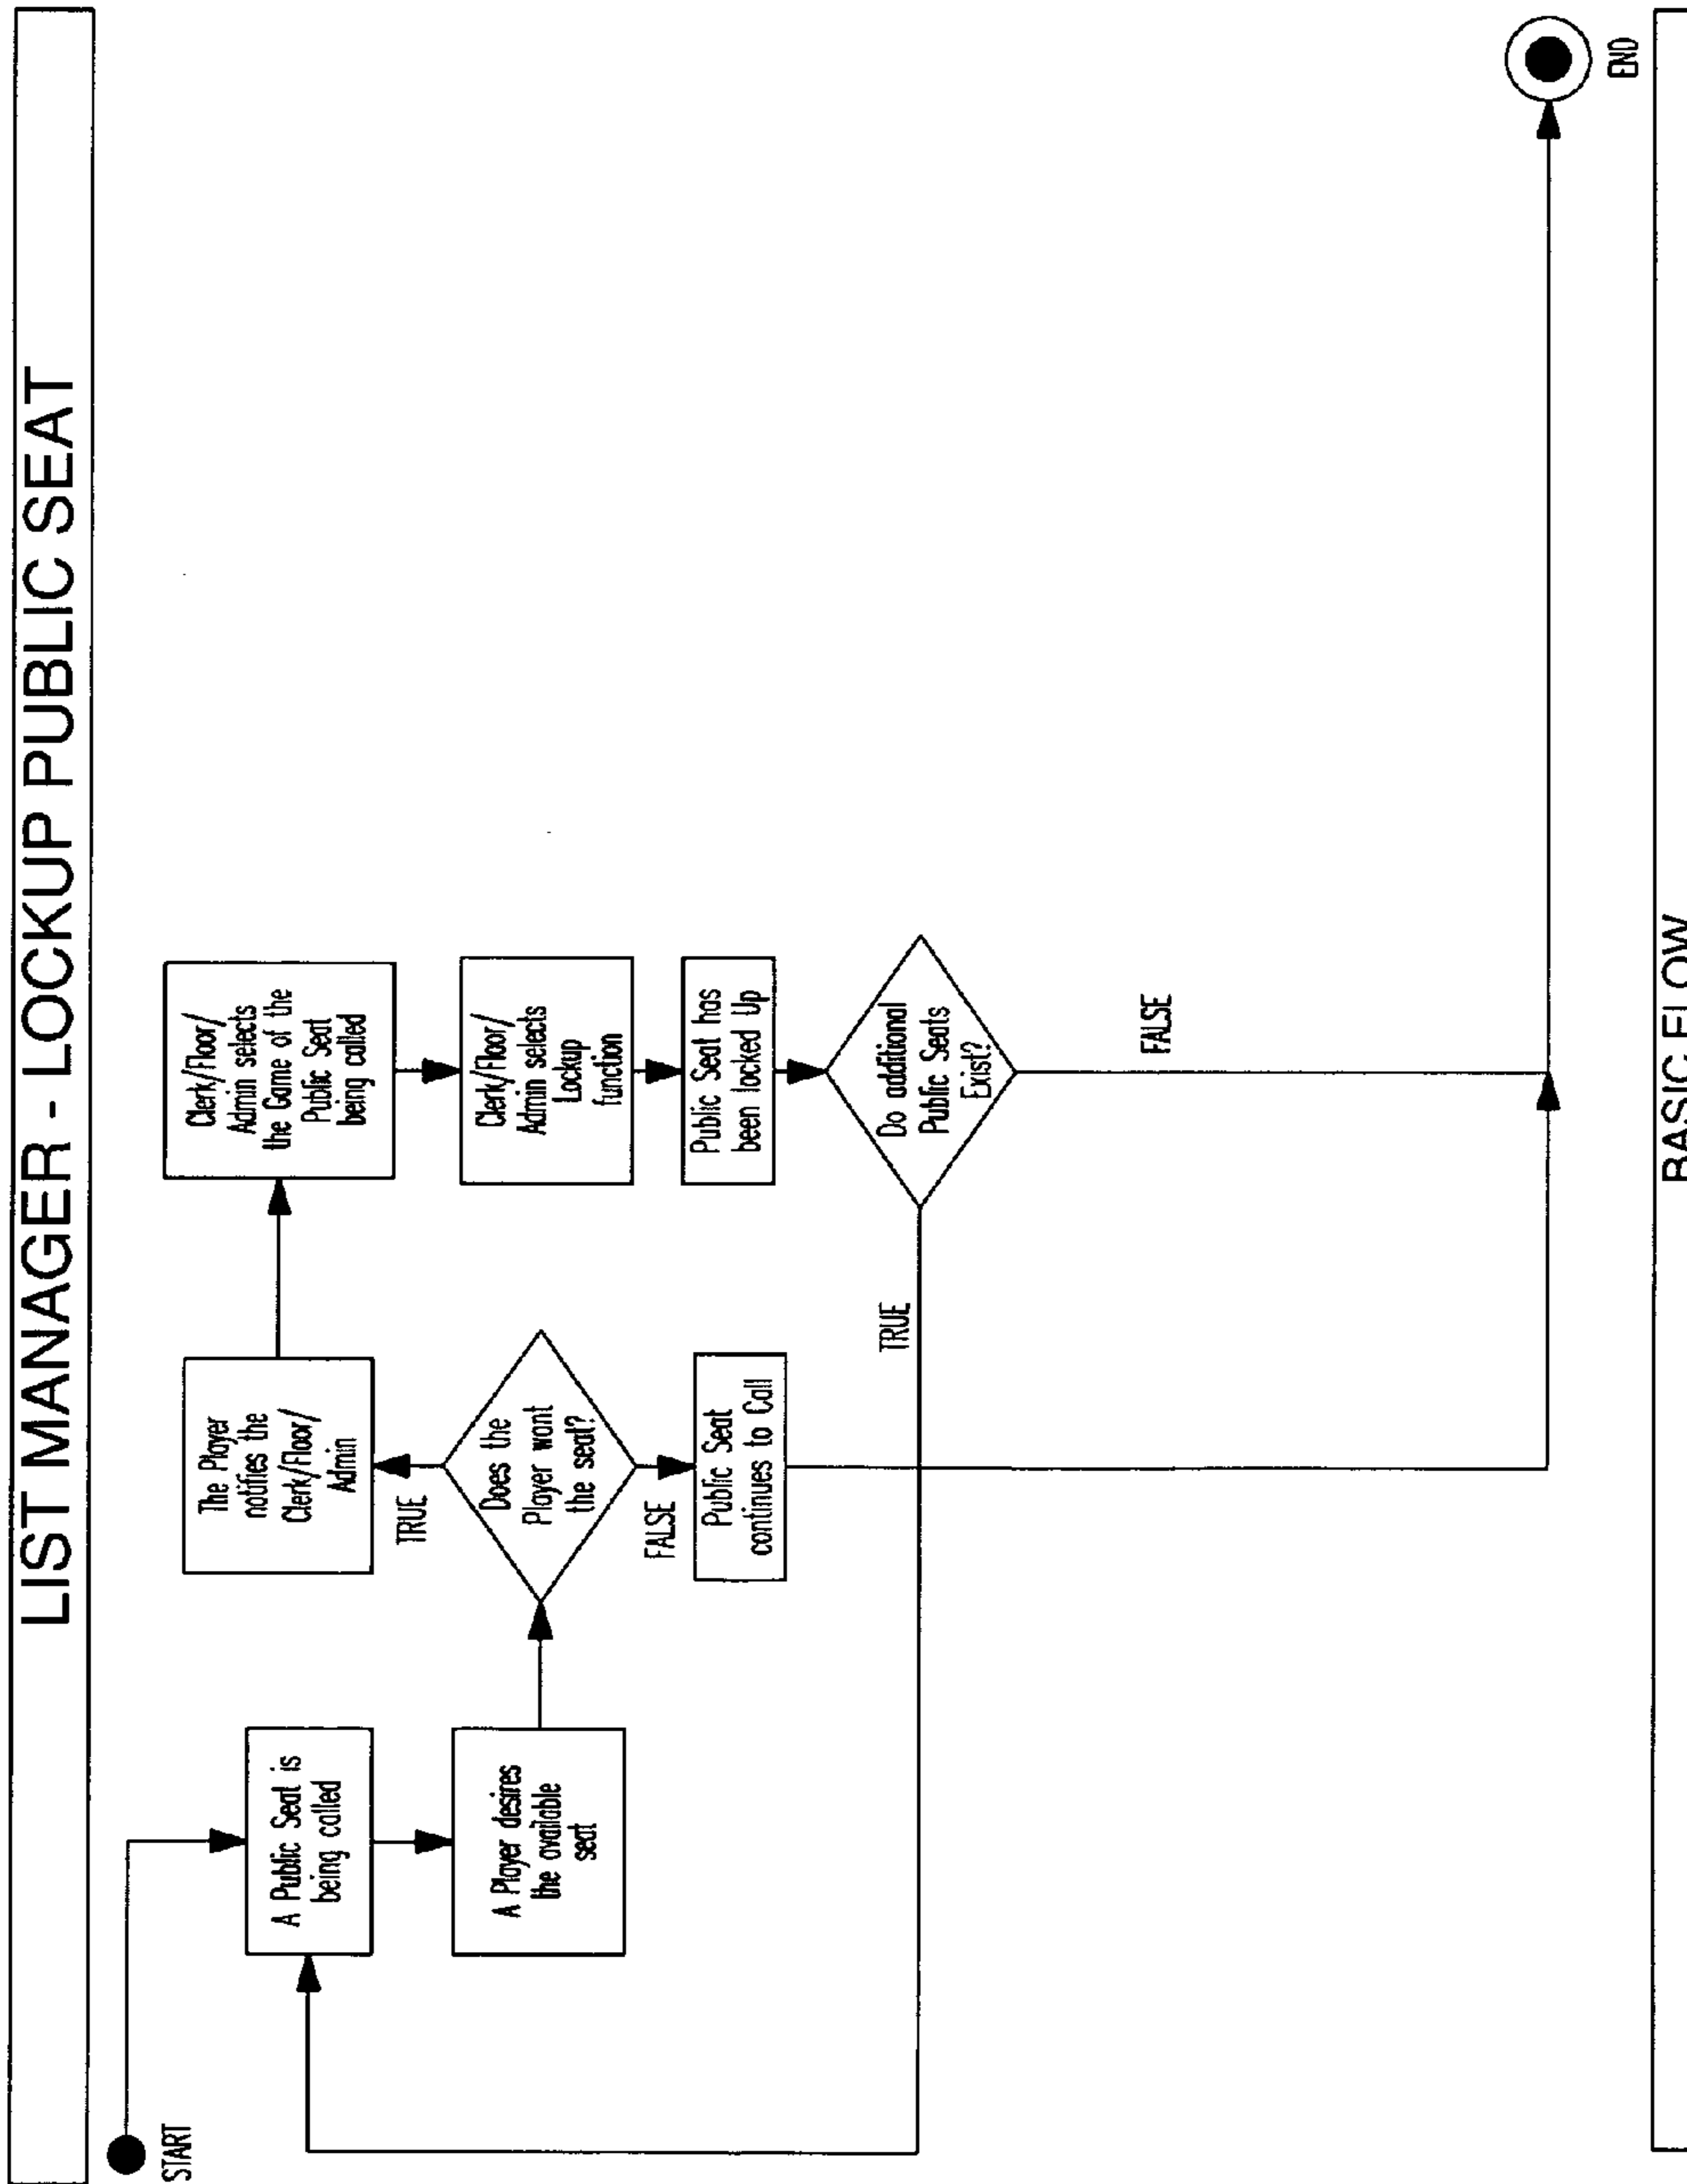 LIST MANAGER - LOCKUP PUBLIC SEAT
START
A Public Seat is
being called
A Player desires
the available
seat
Does the
Player want
the seat?
TRUE
The Player
notifies the
Clerk/Floor/
Admin
FALSE
Public Seat
continues to Call
Clerk/Floor/
Admin selects
the Game of the
Public Seat
being called
Clerk/Floor/
Admin selects
Lockup
function
Public Seat has
been locked Up
Do additional
Public Seats
Exist?
TRUE
FALSE
END
BASIC FLOW